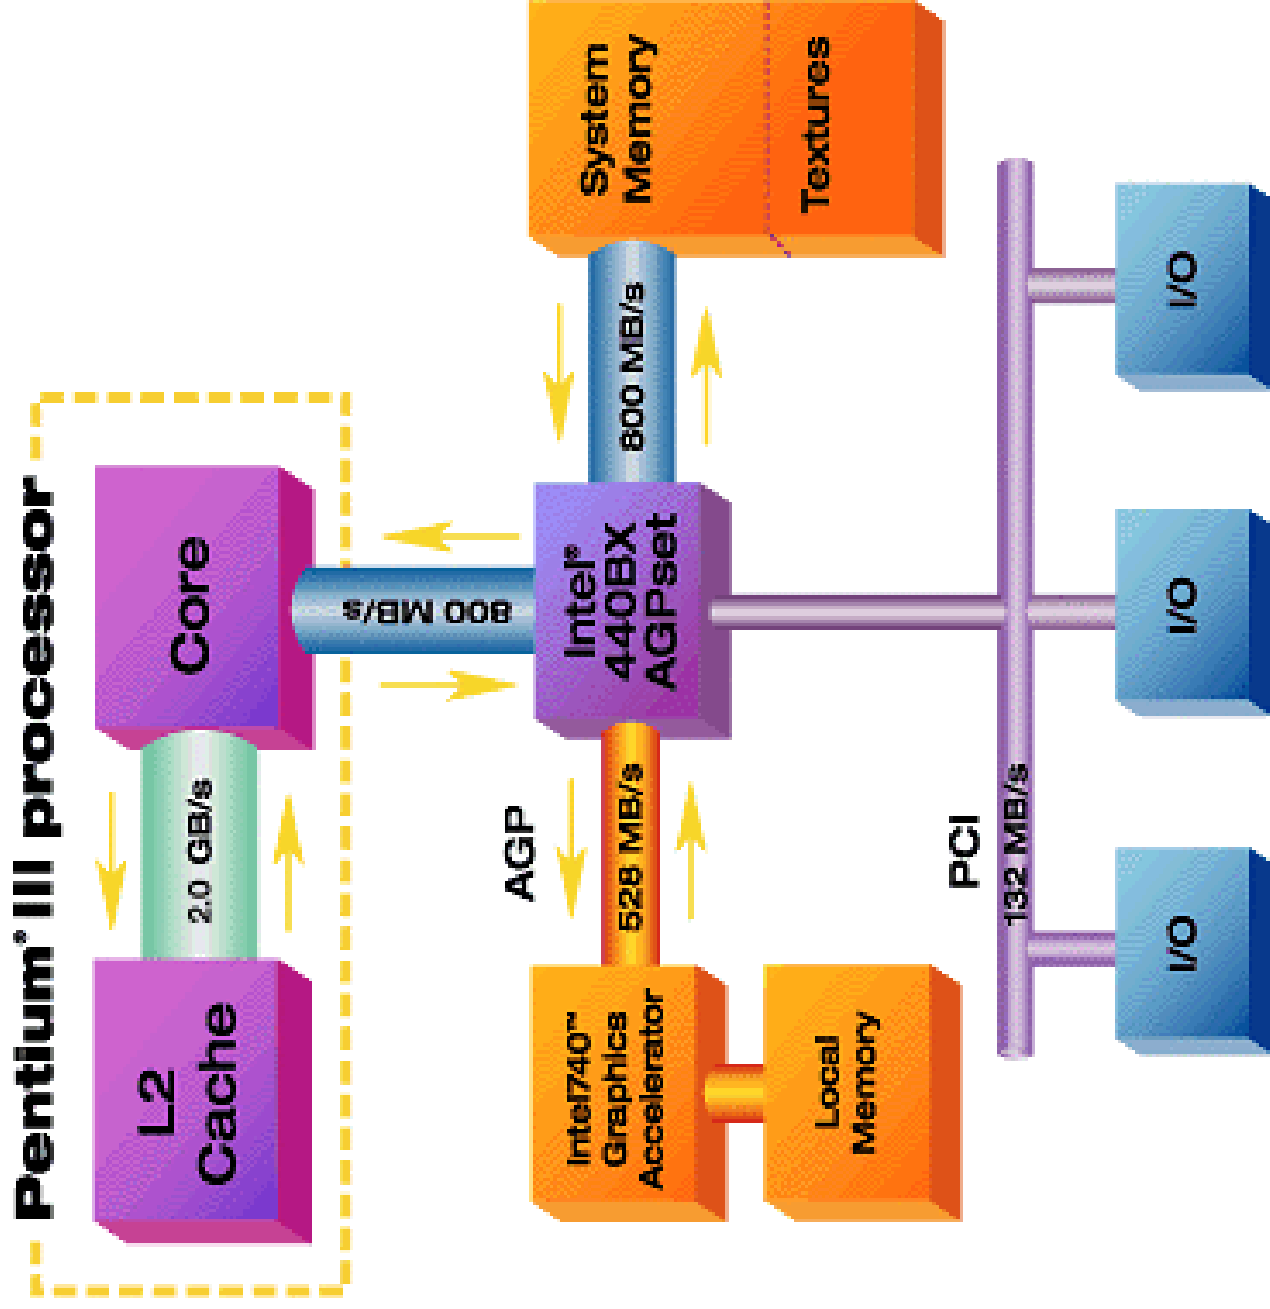 Pentium® III processor
L2
Cache
2.0 GB/s
Core
800 MB/s
AGP
Intel740™
Graphics
Accelerator
528 MB/s
Intel®
440BX
AGPset
800 MB/s
System
Memory
Textures
Local
Memory
PCI
132 MB/s
I/O
I/O
I/O